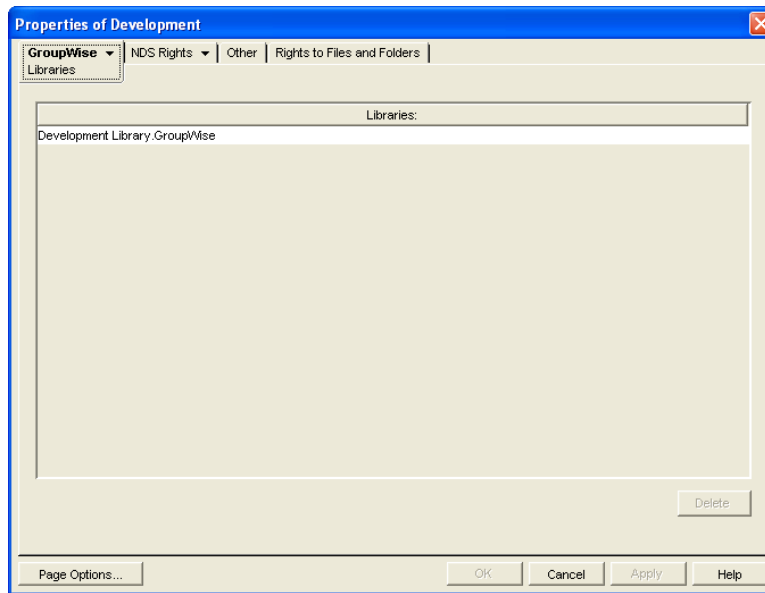 Properties of Development
GroupWise NDS Rights Other Rights to Files and Folders
Libraries
Libraries:
Development Library.GroupWise
Delete
Page Options... OK Cancel Apply Help